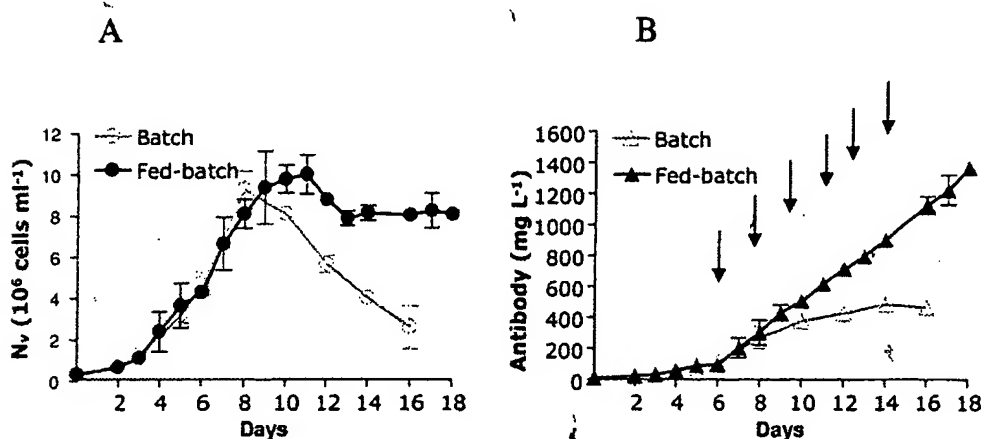 A
Batch
Fed-batch
12
10
8
6
4
2
0
2 4 6 8 10 12 14 16 18
Days
Nᵥ (10⁶ cells ml⁻¹)
B
Batch
Fed-batch
1600
1400
1200
1000
800
600
400
200
0
2 4 6 8 10 12 14 16 18
Days
Antibody (mg L⁻¹)